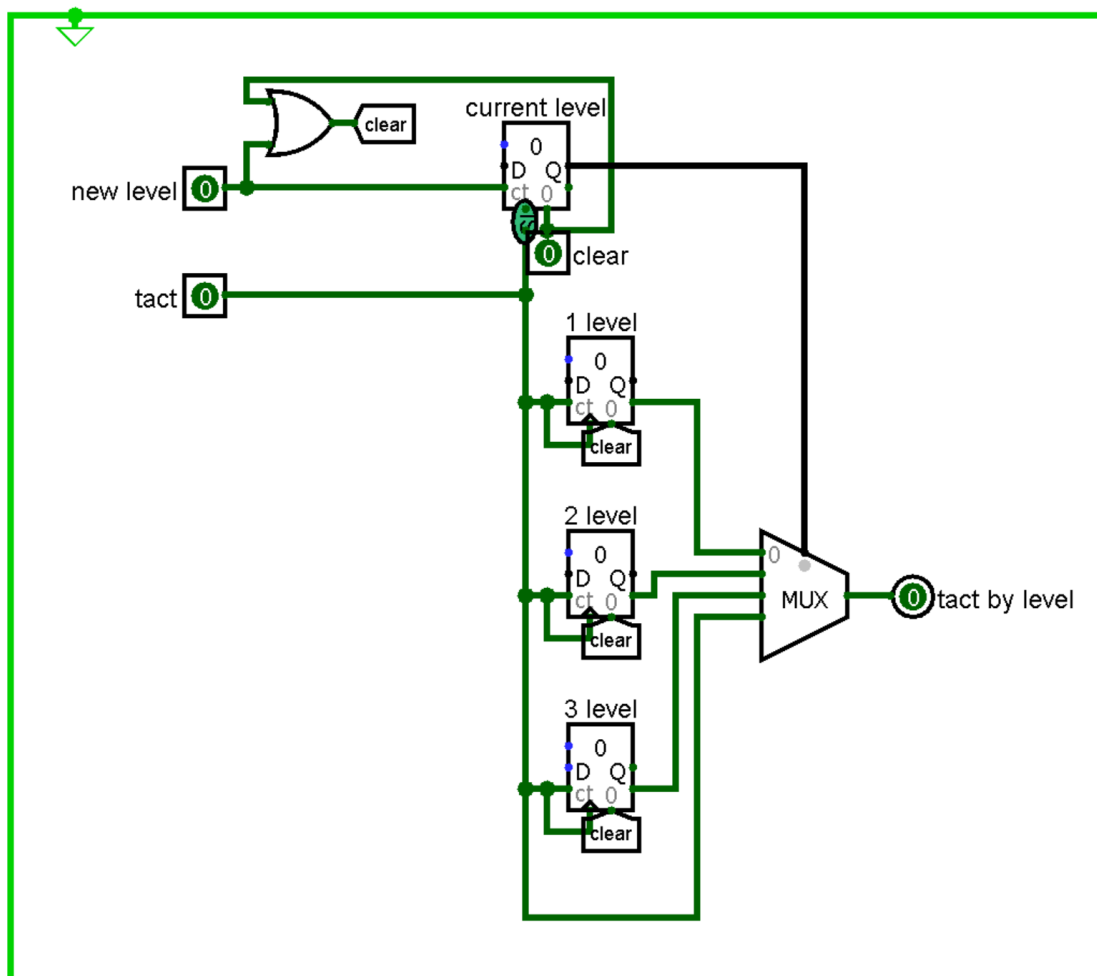 current level
clear
0
D Q
new level 0
ct 0
0 clear
tact 0
1 level
0
D Q
ct 0
clear
2 level
0
0
D Q
ct 0
MUX
0 tact by level
clear
3 level
0
D Q
ct 0
clear